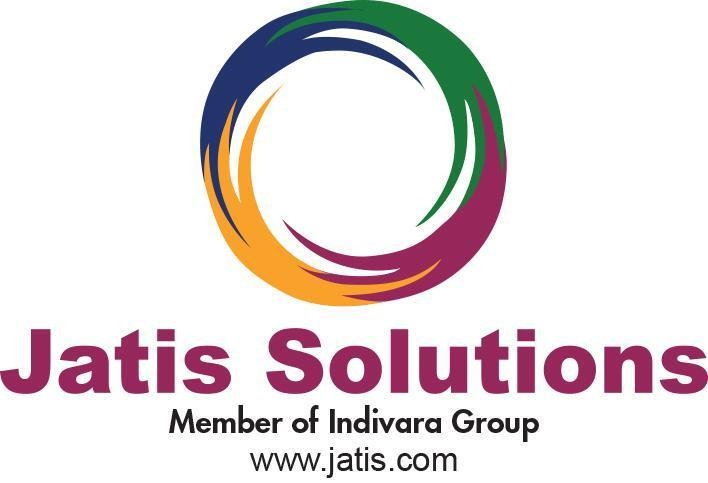 Jatis Solutions
Member of Indivara Group
www.jatis.com